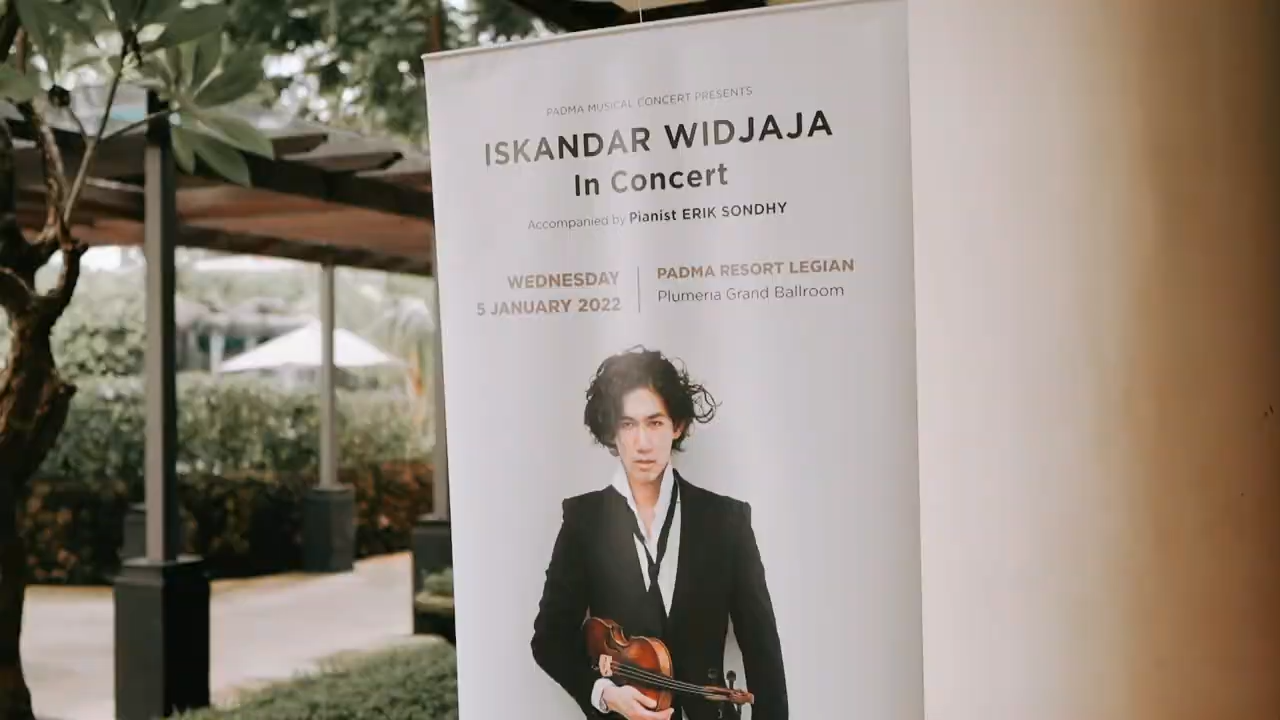 PADMA MUSICAL CONCERT PRESENTS
ISKANDAR WIDJAJA
In Concert
Accompanied by Pianist ERIK SONDHY
WEDNESDAY
5 JANUARY 2022
PADMA RESORT LEGIAN
Plumeria Grand Ballroom